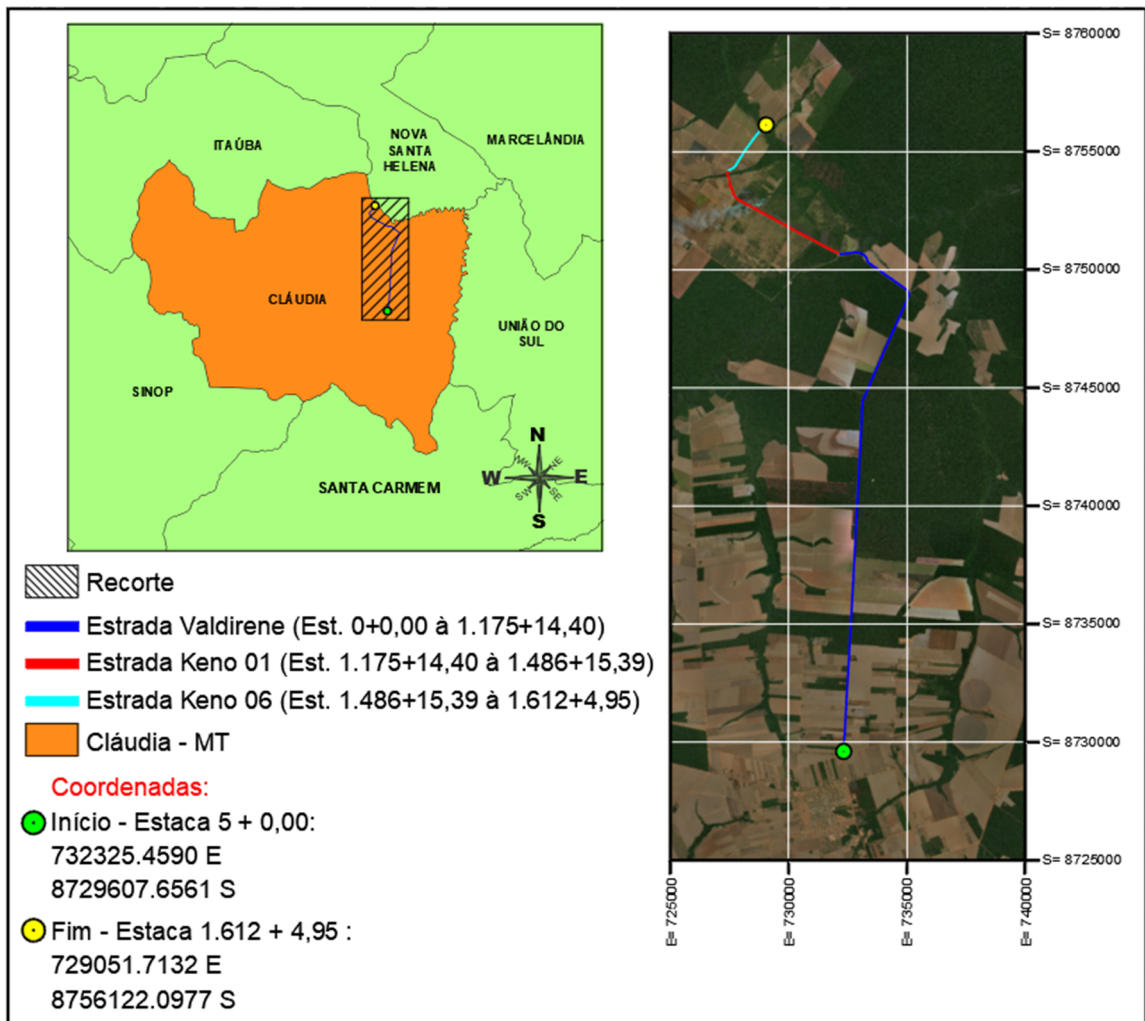 ITAÚBA
NOVA
SANTA
HELENA
MARCELÂNDIA
CLÁUDIA
UNIÃO DO
SUL
SINOP
SANTA CARMEM
N
NW
NE
W
E
SW
SE
S
Recorte
Estrada Valdirene (Est. 0+0,00 à 1.175+14,40)
Estrada Keno 01 (Est. 1.175+14,40 à 1.486+15,39)
Estrada Keno 06 (Est. 1.486+15,39 à 1.612+4,95)
Cláudia - MT
Coordenadas:
Início - Estaca 5 + 0,00:
732325.4590 E
8729607.6561 S
Fim - Estaca 1.612 + 4,95 :
729051.7132 E
8756122.0977 S
S= 8760000
S= 8755000
S= 8750000
S= 8745000
S= 8740000
S= 8735000
S= 8730000
S= 8725000
E= 725000
E= 730000
E= 735000
E= 740000